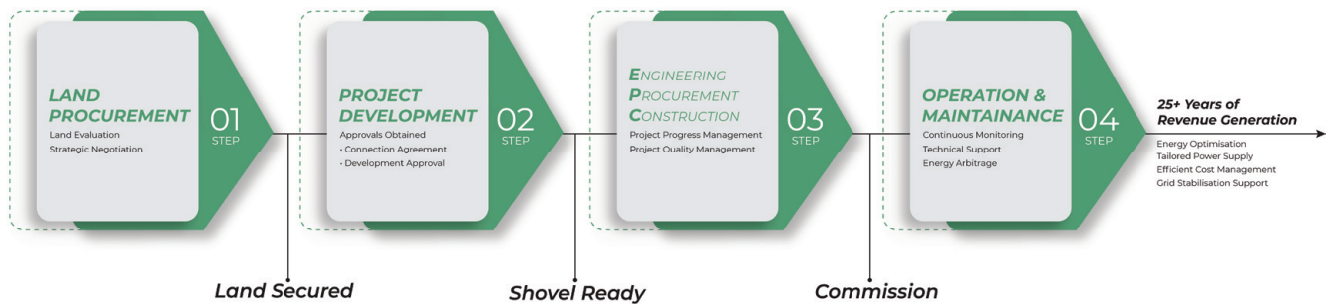 LAND
PROCUREMENT
Land Evaluation
Strategic Negotiation
01
STEP
PROJECT
DEVELOPMENT
Approvals Obtained
• Connection Agreement
• Development Approval
02
STEP
ENGINEERING
PROCUREMENT
CONSTRUCTION
Project Progress Management
Project Quality Management
03
STEP
OPERATION &
MAINTAINANCE
Continuous Monitoring
Technical Support
Energy Arbitrage
04
STEP
25+ Years of
Revenue Generation
Energy Optimisation
Tailored Power Supply
Efficient Cost Management
Grid Stabilisation Support
Land Secured
Shovel Ready
Commission